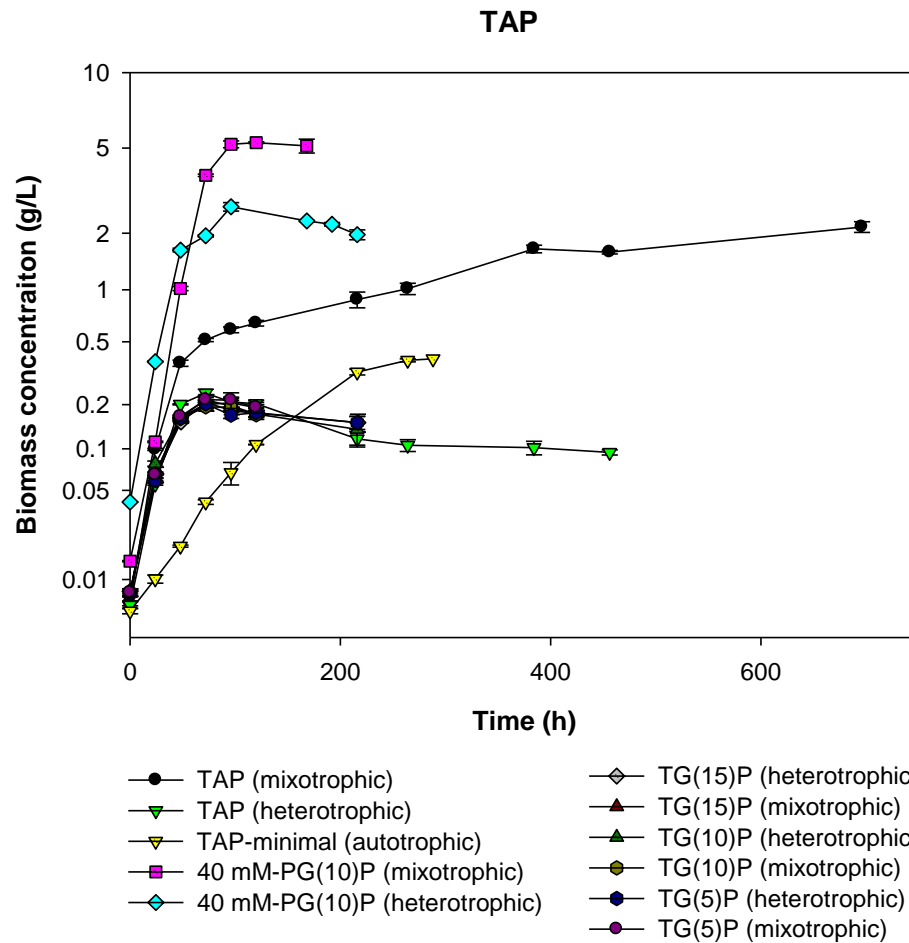 TAP
10
5
2
1
0.5
0.2
0.1
0.05
0.01
Biomass concentraiton (g/L)
0
200
400
600
Time (h)
TAP (mixotrophic)
TAP (heterotrophic)
TAP-minimal (autotrophic)
40 mM-PG(10)P (mixotrophic)
40 mM-PG(10)P (heterotrophic)
TG(15)P (heterotrophic
TG(15)P (mixotrophic)
TG(10)P (heterotrophic
TG(10)P (mixotrophic)
TG(5)P (heterotrophic)
TG(5)P (mixotrophic)